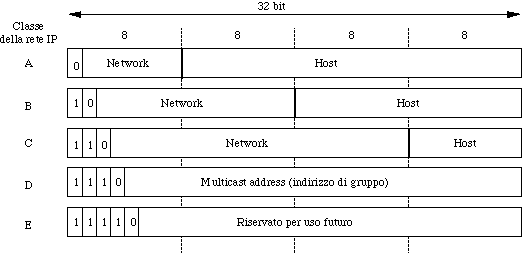 32 bit
Classe
della rete IP
8 8 8 8
A 0 Network Host
B 1 0 Network Host
C 1 1 0 Network Host
D 1 1 1 0 Multicast address (indirizzo di gruppo)
E 1 1 1 1 0 Riservato per uso futuro